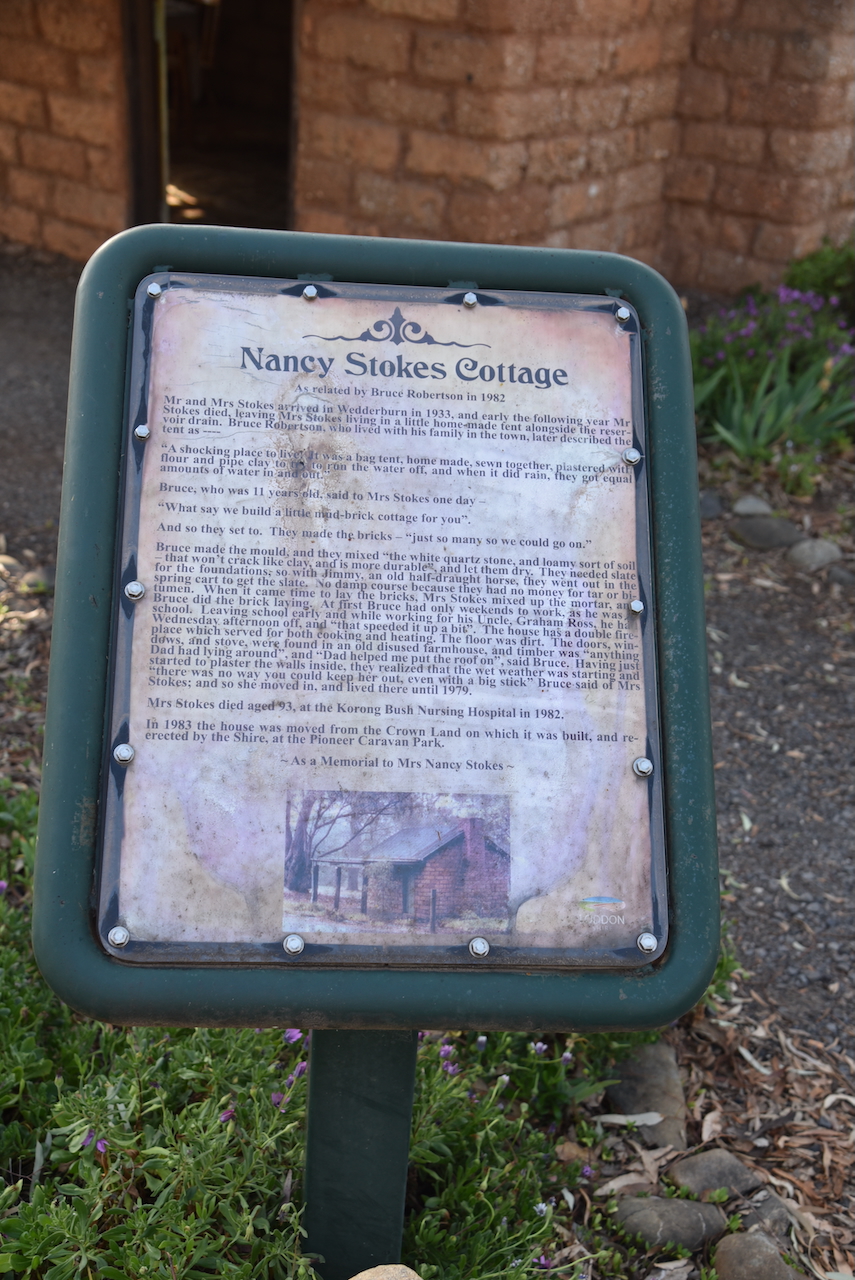 Nancy Stokes Cottage
As related by Bruce Robertson in 1982
Mr and Mrs Stokes arrived in Wedderburn in 1933, and early the following year Mr
Stokes died, leaving Mrs Stokes living in a little home-made tent alongside the reser-
voir drain. Bruce Robertson, who lived with his family in the town, later described the
tent as ----
“A shocking place to live! It was a bag tent, home made, sewn together, plastered with
flour and pipe clay to try to run the water off, and when it did rain, they got equal
amounts of water in and out.”
Bruce, who was 11 years old, said to Mrs Stokes one day –
“What say we build a little mud-brick cottage for you”.
And so they set to. They made the bricks – “just so many so we could go on.”
Bruce made the mould, and they mixed “the white quartz stone, and loamy sort of soil
– that won’t crack like clay, and is more durable”, and let them dry. They needed slate
for the foundations, so with Jimmy, an old half-draught horse, they went out in the
spring cart to get the slate. No damp course because they had no money for tar or bi-
tumen. When it came time to lay the bricks, Mrs Stokes mixed up the mortar, and
Bruce did the brick laying. At first Bruce had only weekends to work, as he was at
school. Leaving school early and while working for his Uncle, Graham Ross, he had
Wednesday afternoon off, and “that speeded it up a bit”. The house has a double fire-
place which served for both cooking and heating. The floor was dirt. The doors, win-
dows, and stove, were found in an old disused farmhouse, and timber was “anything
Dad had lying around”, and “Dad helped me put the roof on”, said Bruce. Having just
started to plaster the walls inside, they realized that the wet weather was starting and
“there was no way you could keep her out, even with a big stick” Bruce said of Mrs
Stokes; and so she moved in, and lived there until 1979.
Mrs Stokes died aged 93, at the Korong Bush Nursing Hospital in 1982.
In 1983 the house was moved from the Crown Land on which it was built, and re-
erected by the Shire, at the Pioneer Caravan Park.
~ As a Memorial to Mrs Nancy Stokes ~
LODDON